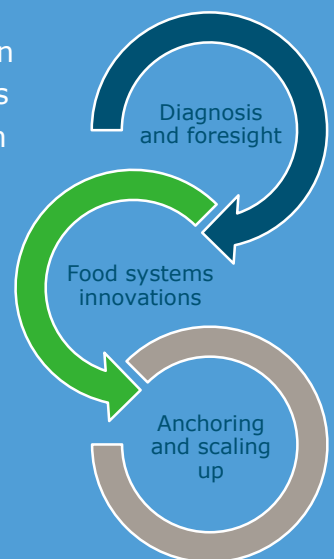 n
s
n
Diagnosis
and foresight
Food systems
innovations
Anchoring
and scaling
up